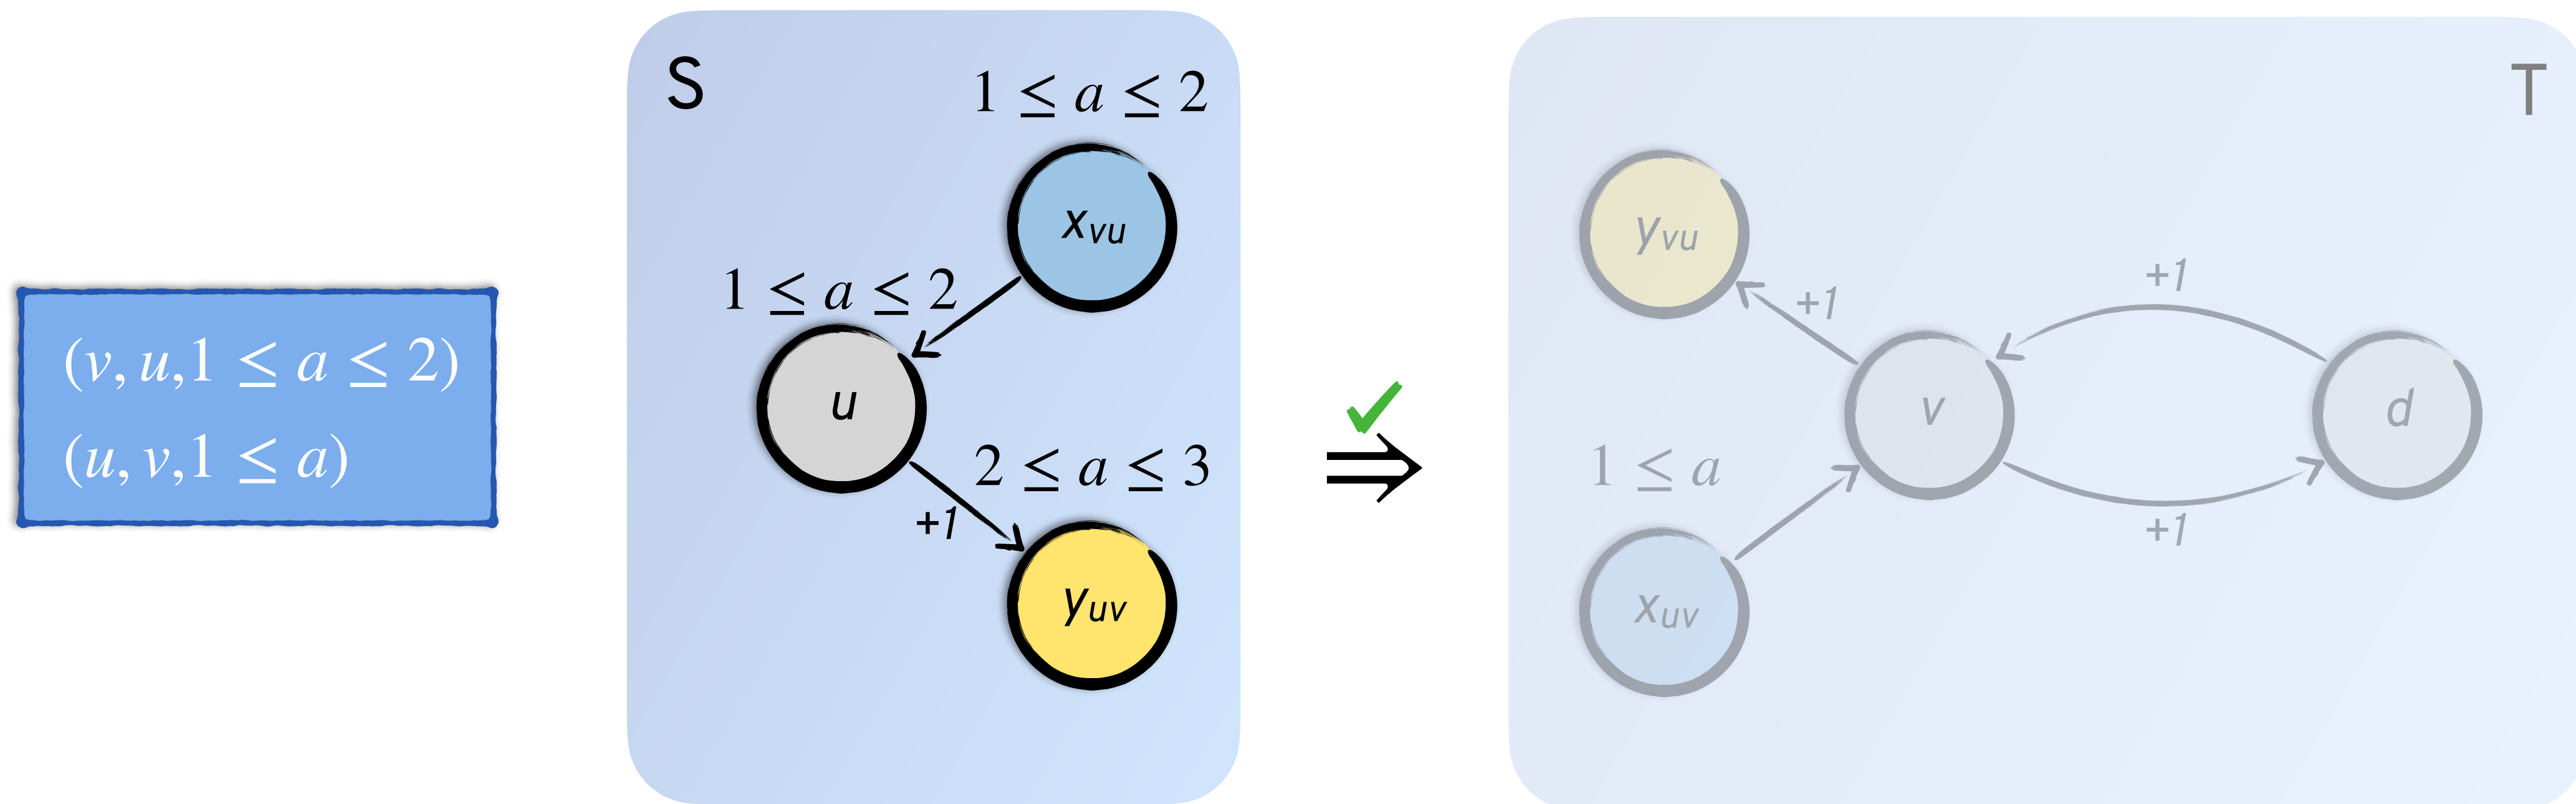 (v, u,1 ≤ a ≤ 2)
(u, v,1 ≤ a)
S
1 ≤ a ≤ 2
x_vu
1 ≤ a ≤ 2
u
2 ≤ a ≤ 3
+1
y_uv
T
y_vu
+1
+1
v
d
1 ≤ a
+1
x_uv